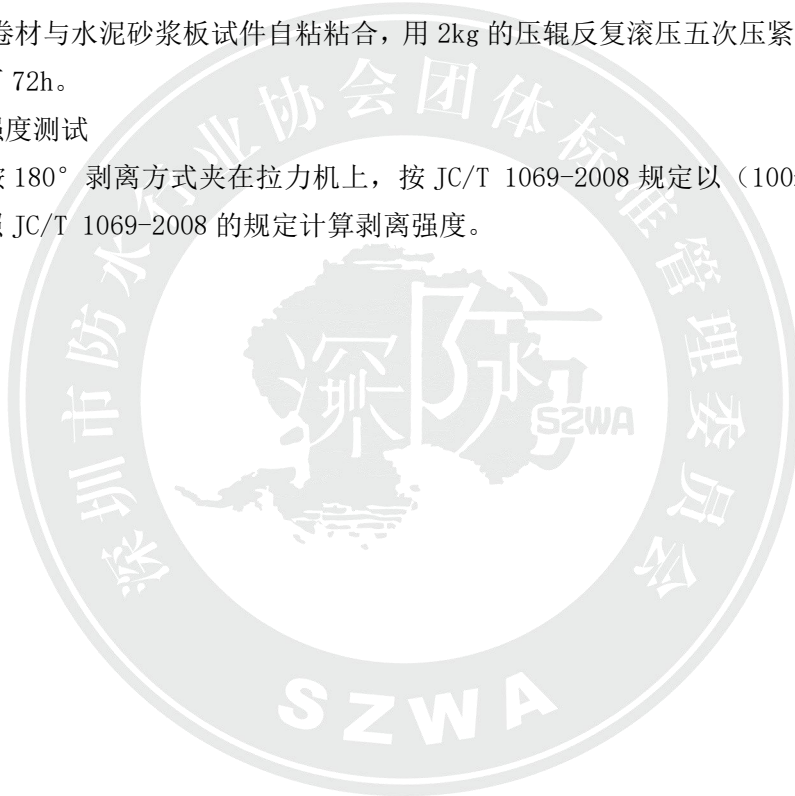 卷材与水泥砂浆板试件自粘粘合，用 2kg 的压辊反复滚压五次压紧
72h。
度测试
180°剥离方式夹在拉力机上，按 JC/T 1069-2008 规定以（100
JC/T 1069-2008 的规定计算剥离强度。
深圳市防水行业协会团体标准管理委员会
深圳
防水
SZWA
SZWA